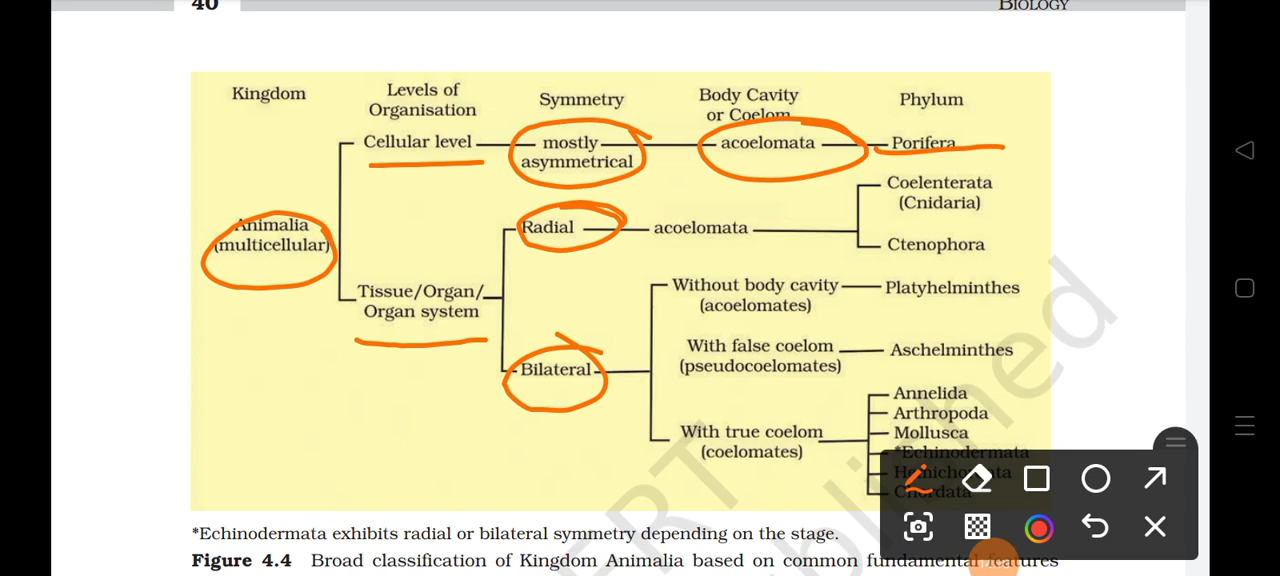 40
BIOLOGY
Kingdom
Levels of
Organisation
Symmetry
Body Cavity
or Coelom
Phylum
Cellular level
mostly
asymmetrical
acoelomata
Porifera
Coelenterata
(Cnidaria)
Animalia
(multicellular)
Radial
acoelomata
Ctenophora
Tissue/Organ/
Organ system
Without body cavity
(acoelomates)
Platyhelminthes
With false coelom
(pseudocoelomates)
Aschelminthes
Bilateral
With true coelom
(coelomates)
Annelida
Arthropoda
Mollusca
*Echinodermata
Hemichordata
Chordata
*Echinodermata exhibits radial or bilateral symmetry depending on the stage.
Figure 4.4 Broad classification of Kingdom Animalia based on common fundamental features